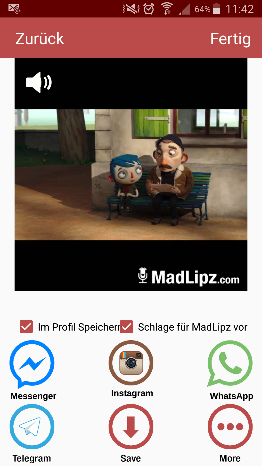 64% 11:42
Zurück Fertig
MadLipz.com
Im Profil Speichern Schlage für MadLipz vor
Messenger Instagram WhatsApp
Telegram Save More